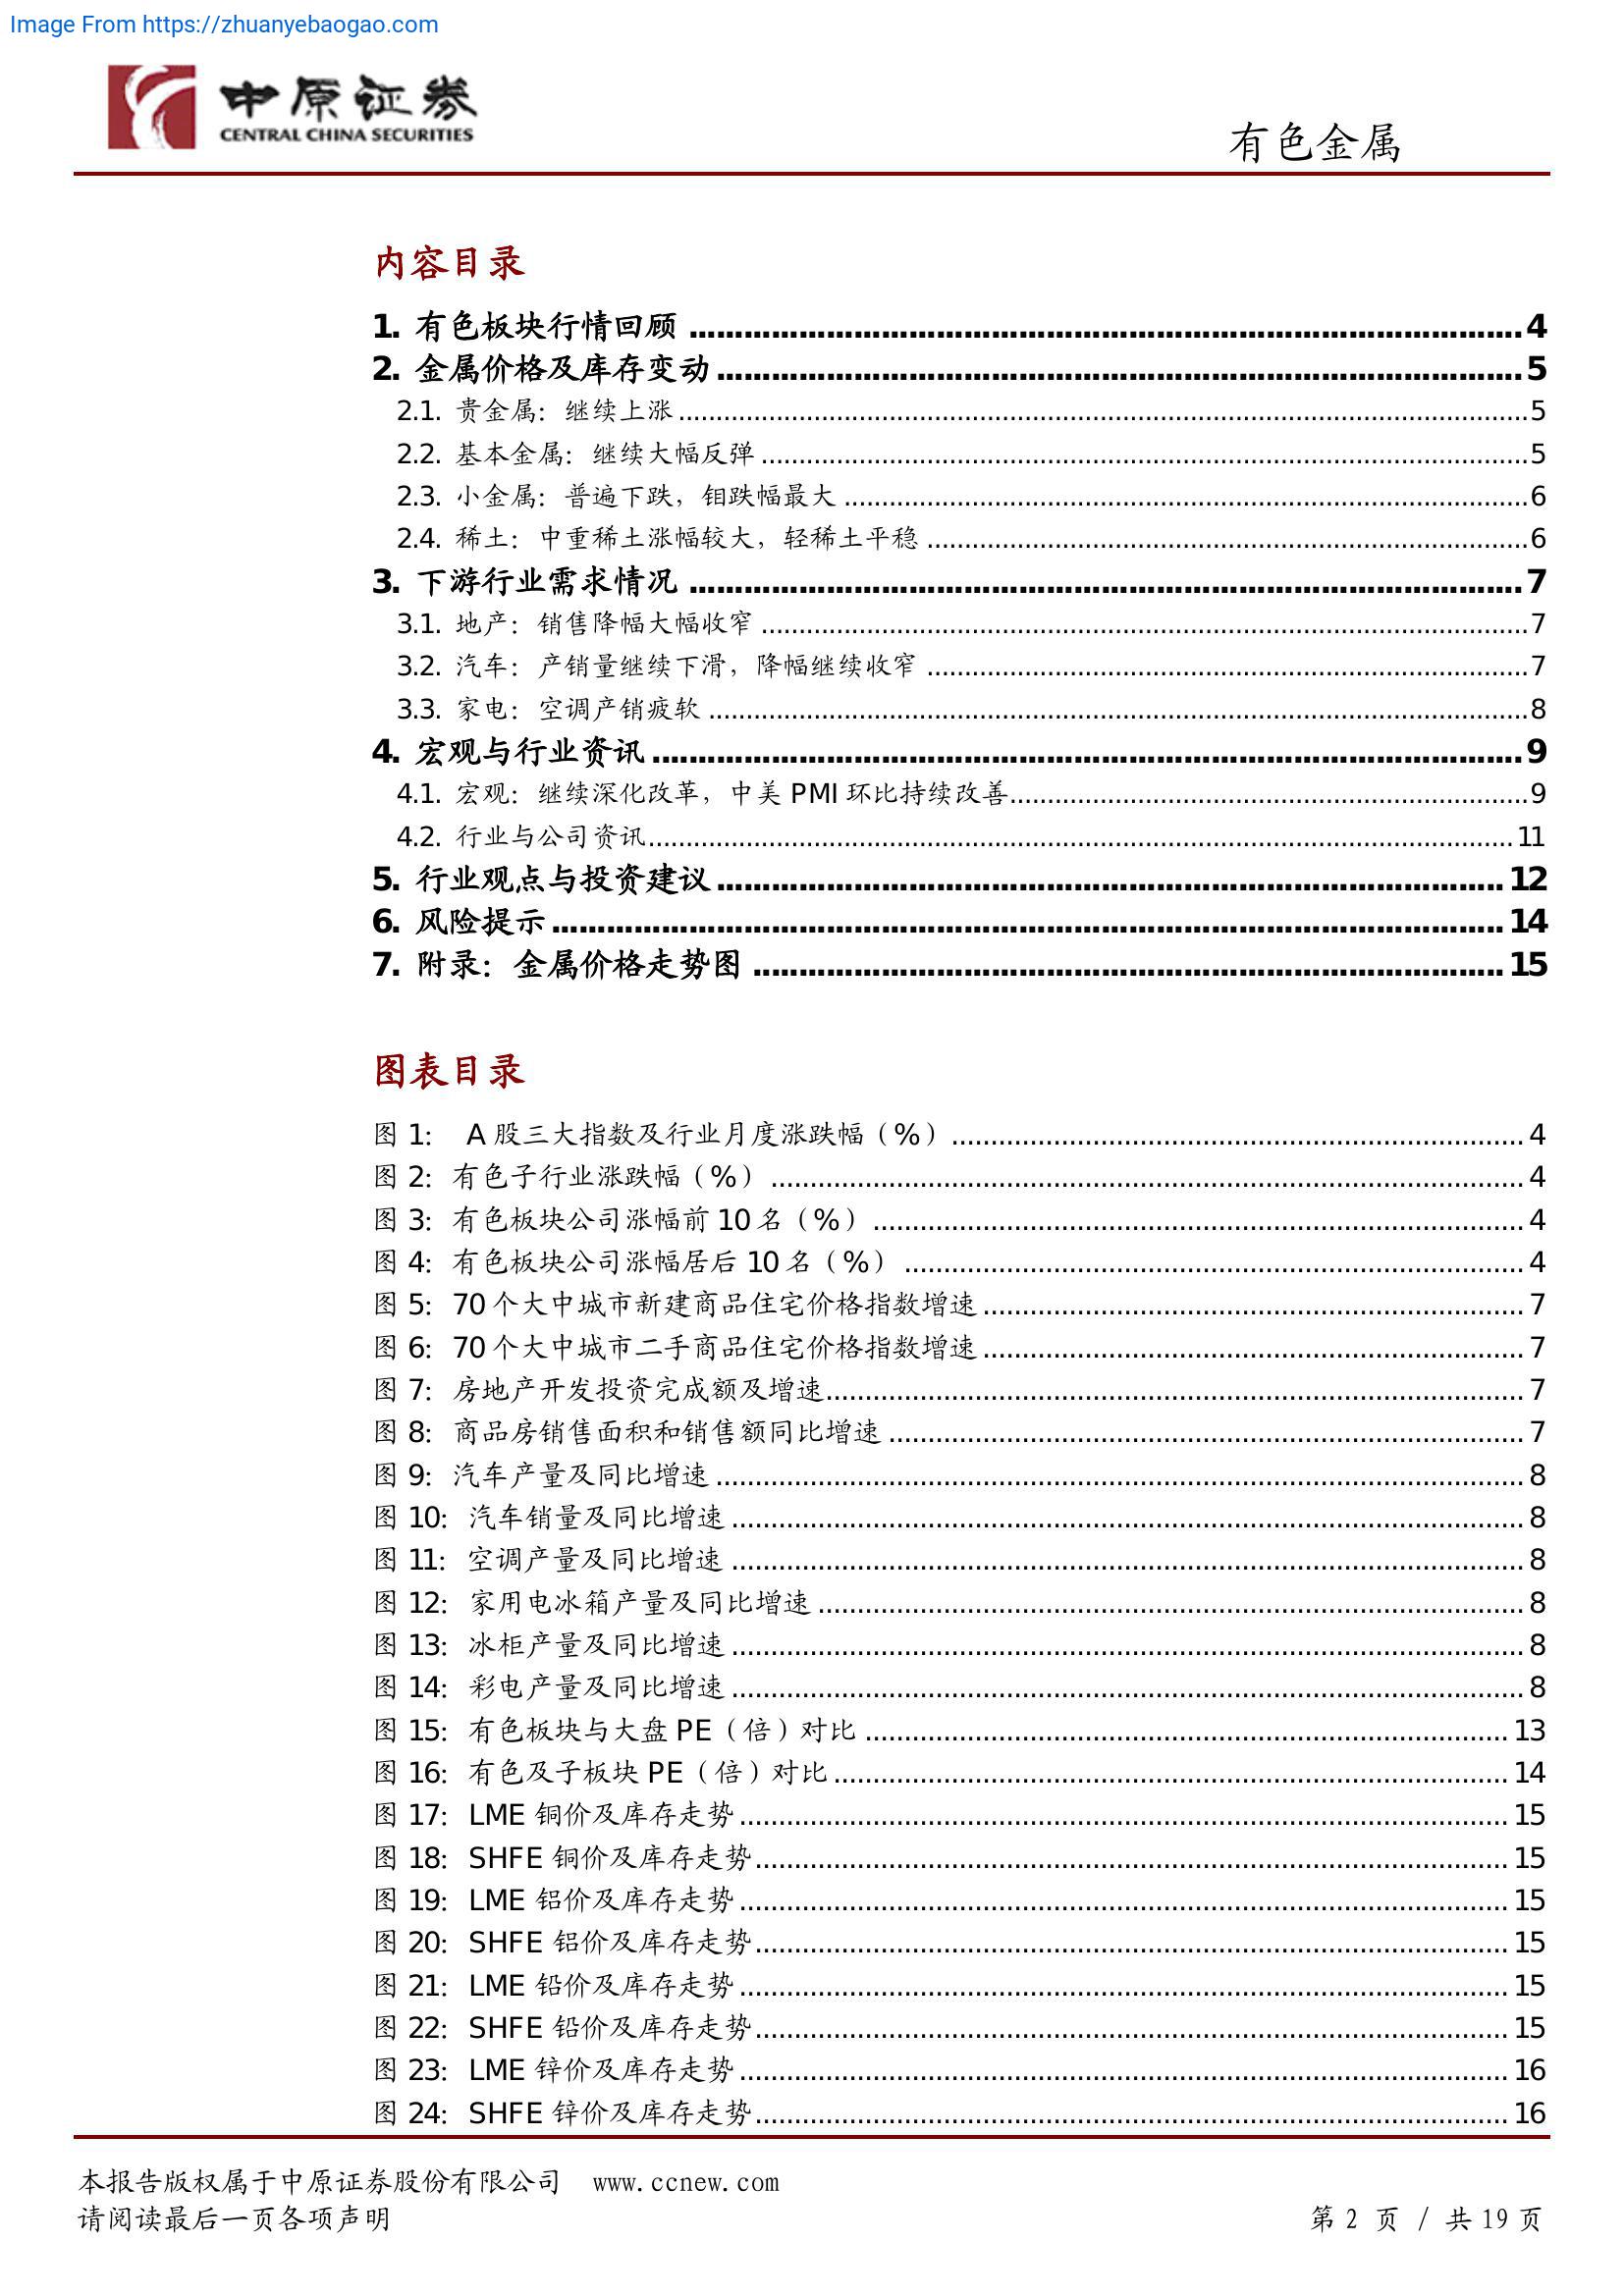 Image From https://zhuanyebaogao.com
中原证券
CENTRAL CHINA SECURITIES
有色金属
内容目录
1. 有色板块行情回顾 ........ 4
2. 金属价格及库存变动 ........ 5
2.1. 贵金属：继续上涨 ........ 5
2.2. 基本金属：继续大幅反弹 ........ 5
2.3. 小金属：普遍下跌，钼跌幅最大 ........ 6
2.4. 稀土：中重稀土涨幅较大，轻稀土平稳 ........ 6
3. 下游行业需求情况 ........ 7
3.1. 地产：销售降幅大幅收窄 ........ 7
3.2. 汽车：产销量继续下滑，降幅继续收窄 ........ 7
3.3. 家电：空调产销疲软 ........ 8
4. 宏观与行业资讯 ........ 9
4.1. 宏观：继续深化改革，中美 PMI 环比持续改善 ........ 9
4.2. 行业与公司资讯 ........ 11
5. 行业观点与投资建议 ........ 12
6. 风险提示 ........ 14
7. 附录：金属价格走势图 ........ 15
图表目录
图 1： A 股三大指数及行业月度涨跌幅（%） ........ 4
图 2：有色子行业涨跌幅（%） ........ 4
图 3：有色板块公司涨幅前 10 名（%） ........ 4
图 4：有色板块公司涨幅居后 10 名（%） ........ 4
图 5：70 个大中城市新建商品住宅价格指数增速 ........ 7
图 6：70 个大中城市二手商品住宅价格指数增速 ........ 7
图 7：房地产开发投资完成额及增速 ........ 7
图 8：商品房销售面积和销售额同比增速 ........ 7
图 9：汽车产量及同比增速 ........ 8
图 10：汽车销量及同比增速 ........ 8
图 11：空调产量及同比增速 ........ 8
图 12：家用电冰箱产量及同比增速 ........ 8
图 13：冰柜产量及同比增速 ........ 8
图 14：彩电产量及同比增速 ........ 8
图 15：有色板块与大盘 PE（倍）对比 ........ 13
图 16：有色及子板块 PE（倍）对比 ........ 14
图 17：LME 铜价及库存走势 ........ 15
图 18：SHFE 铜价及库存走势 ........ 15
图 19：LME 铝价及库存走势 ........ 15
图 20：SHFE 铝价及库存走势 ........ 15
图 21：LME 铅价及库存走势 ........ 15
图 22：SHFE 铅价及库存走势 ........ 15
图 23：LME 锌价及库存走势 ........ 16
图 24：SHFE 锌价及库存走势 ........ 16
本报告版权属于中原证券股份有限公司 www.ccnew.com
请阅读最后一页各项声明
第 2 页 / 共 19 页